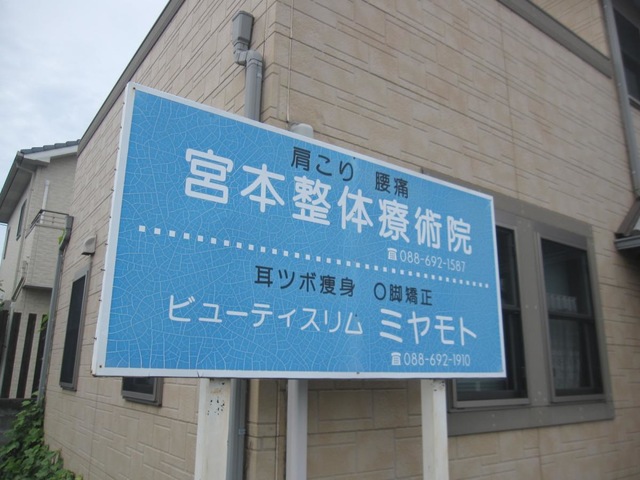 肩こり 腰痛
宮本整体療術院
☎088-692-1587
耳ツボ痩身 O脚矯正
ビューティスリム ミヤモト
☎088-692-1910